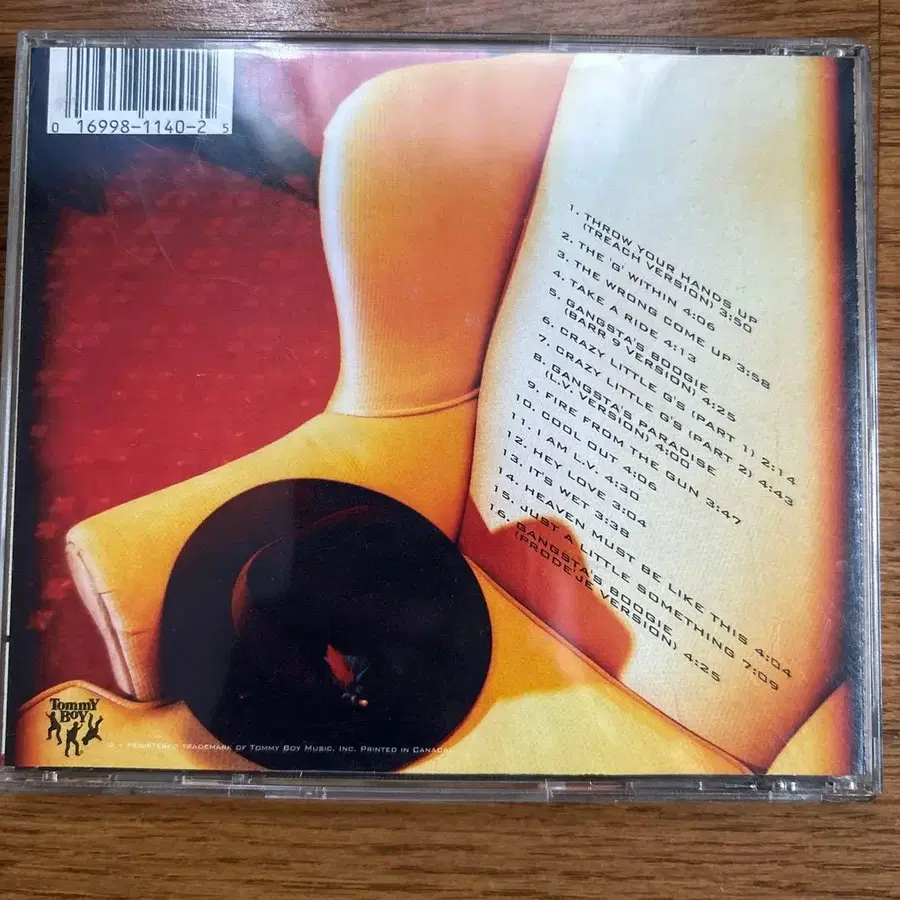 0 16998-1140-2 5
1. THROW YOUR HANDS UP
(TREACH VERSION) 3:50
2. THE 'G' WITHIN 4:06
3. THE WRONG COME UP 3:58
4. TAKE A RIDE 4:13
5. GANGSTA'S BOOGIE
(BARR 9 VERSION) 4:25
6. CRAZY LITTLE G'S (PART 1) 2:14
7. CRAZY LITTLE G'S (PART 2) 4:43
8. GANGSTA'S PARADISE
(L.V. VERSION) 4:00
9. FIRE FROM THE GUN 3:47
10. COOL OUT 4:06
11. I AM L.V. 4:30
12. HEY LOVE 3:04
13. IT'S WET 3:38
14. HEAVEN MUST BE LIKE THIS 4:04
15. JUST A LITTLE SOMETHING 7:09
16. GANGSTA'S BOOGIE
(PRODE'JE VERSION) 4:25
Tommy
Boy
® - REGISTERED TRADEMARK OF TOMMY BOY MUSIC, INC. PRINTED IN CANADA